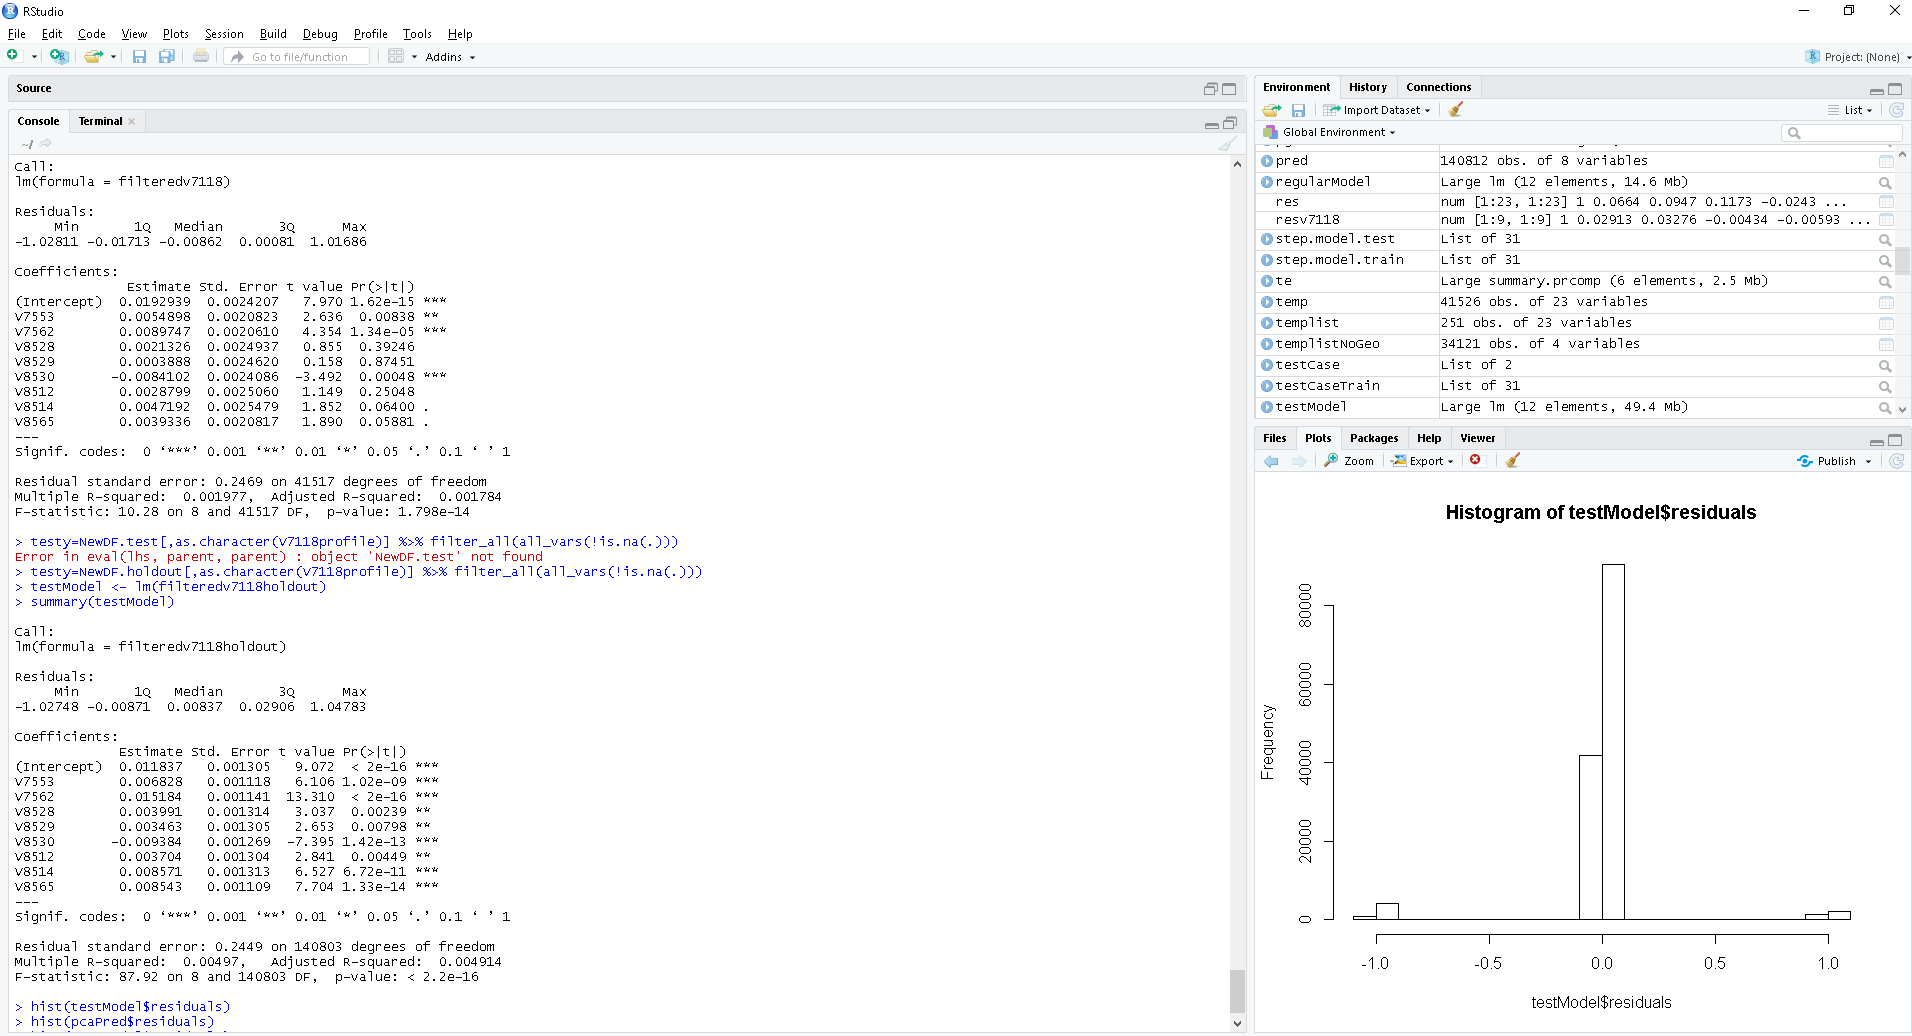 RStudio
File Edit Code View Plots Session Build Debug Profile Tools Help
Go to file/function Addins Project: (None)
Source
Console Terminal
~/
Call:
lm(formula = filteredv7118)
Residuals:
Min 1Q Median 3Q Max
-1.02811 -0.01713 -0.00862 0.00081 1.01686
Coefficients:
Estimate Std. Error t value Pr(>|t|)
(Intercept) 0.0192939 0.0024207 7.970 1.62e-15 ***
V7553 0.0054898 0.0020823 2.636 0.00838 **
V7562 0.0089747 0.0020610 4.354 1.34e-05 ***
V8528 0.0021326 0.0024937 0.855 0.39246
V8529 0.0003888 0.0024620 0.158 0.87451
V8530 -0.0084102 0.0024086 -3.492 0.00048 ***
V8512 0.0028799 0.0025060 1.149 0.25048
V8514 0.0047192 0.0025479 1.852 0.06400 .
V8565 0.0039336 0.0020817 1.890 0.05881 .
---
Signif. codes: 0 ‘***’ 0.001 ‘**’ 0.01 ‘*’ 0.05 ‘.’ 0.1 ‘ ’ 1
Residual standard error: 0.2469 on 41517 degrees of freedom
Multiple R-squared: 0.001977, Adjusted R-squared: 0.001784
F-statistic: 10.28 on 8 and 41517 DF, p-value: 1.798e-14
> testy=NewDF.test[,as.character(v7118profile)] %>% filter_all(all_vars(!is.na(.)))
Error in eval(lhs, parent, parent) : object 'NewDF.test' not found
> testy=NewDF.holdout[,as.character(v7118profile)] %>% filter_all(all_vars(!is.na(.)))
> testModel <- lm(filteredv7118holdout)
> summary(testModel)
Call:
lm(formula = filteredv7118holdout)
Residuals:
Min 1Q Median 3Q Max
-1.02748 -0.00871 0.00837 0.02906 1.04783
Coefficients:
Estimate Std. Error t value Pr(>|t|)
(Intercept) 0.011837 0.001305 9.072 < 2e-16 ***
V7553 0.006828 0.001118 6.106 1.02e-09 ***
V7562 0.015184 0.001141 13.310 < 2e-16 ***
V8528 0.003991 0.001314 3.037 0.00239 **
V8529 0.003463 0.001305 2.653 0.00798 **
V8530 -0.009384 0.001269 -7.395 1.42e-13 ***
V8512 0.003704 0.001304 2.841 0.00449 **
V8514 0.008571 0.001313 6.527 6.72e-11 ***
V8565 0.008543 0.001109 7.704 1.33e-14 ***
---
Signif. codes: 0 ‘***’ 0.001 ‘**’ 0.01 ‘*’ 0.05 ‘.’ 0.1 ‘ ’ 1
Residual standard error: 0.2449 on 140803 degrees of freedom
Multiple R-squared: 0.00497, Adjusted R-squared: 0.004914
F-statistic: 87.92 on 8 and 140803 DF, p-value: < 2.2e-16
> hist(testModel$residuals)
> hist(pcaPred$residuals)
Environment History Connections
Import Dataset List
Global Environment
pred 140812 obs. of 8 variables
regularModel Large lm (12 elements, 14.6 Mb)
res num [1:23, 1:23] 1 0.0664 0.0947 0.1173 -0.0243 ...
resv7118 num [1:9, 1:9] 1 0.02913 0.03276 -0.00434 -0.00593 ...
step.model.test List of 31
step.model.train List of 31
te Large summary.prcomp (6 elements, 2.5 Mb)
temp 41526 obs. of 23 variables
templist 251 obs. of 23 variables
templistNoGeo 34121 obs. of 4 variables
testCase List of 2
testCaseTrain List of 31
testModel Large lm (12 elements, 49.4 Mb)
Files Plots Packages Help Viewer
Zoom Export Publish
Histogram of testModel$residuals
Frequency
80000
60000
40000
20000
0
-1.0 -0.5 0.0 0.5 1.0
testModel$residuals